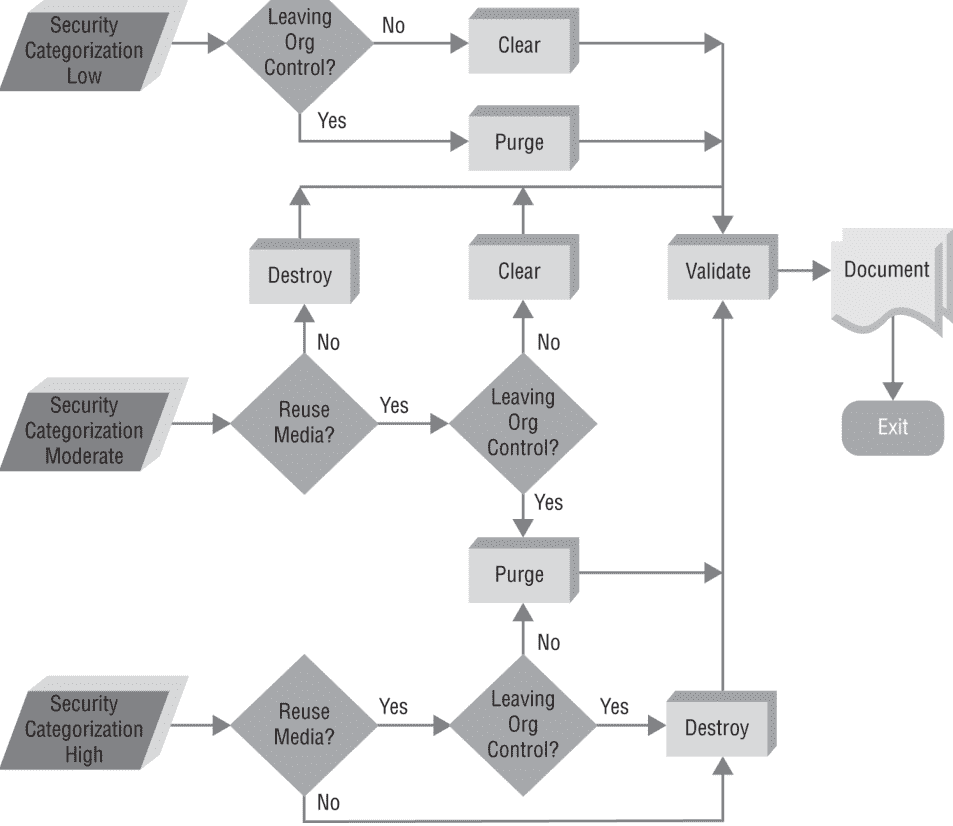 Security
Categorization
Low
Leaving
Org
Control?
No
Clear
Yes
Purge
Destroy
Clear
Validate
Document
No
No
Security
Categorization
Moderate
Reuse
Media?
Yes
Leaving
Org
Control?
Exit
Yes
Purge
No
Security
Categorization
High
Reuse
Media?
Yes
Leaving
Org
Control?
Yes
Destroy
No